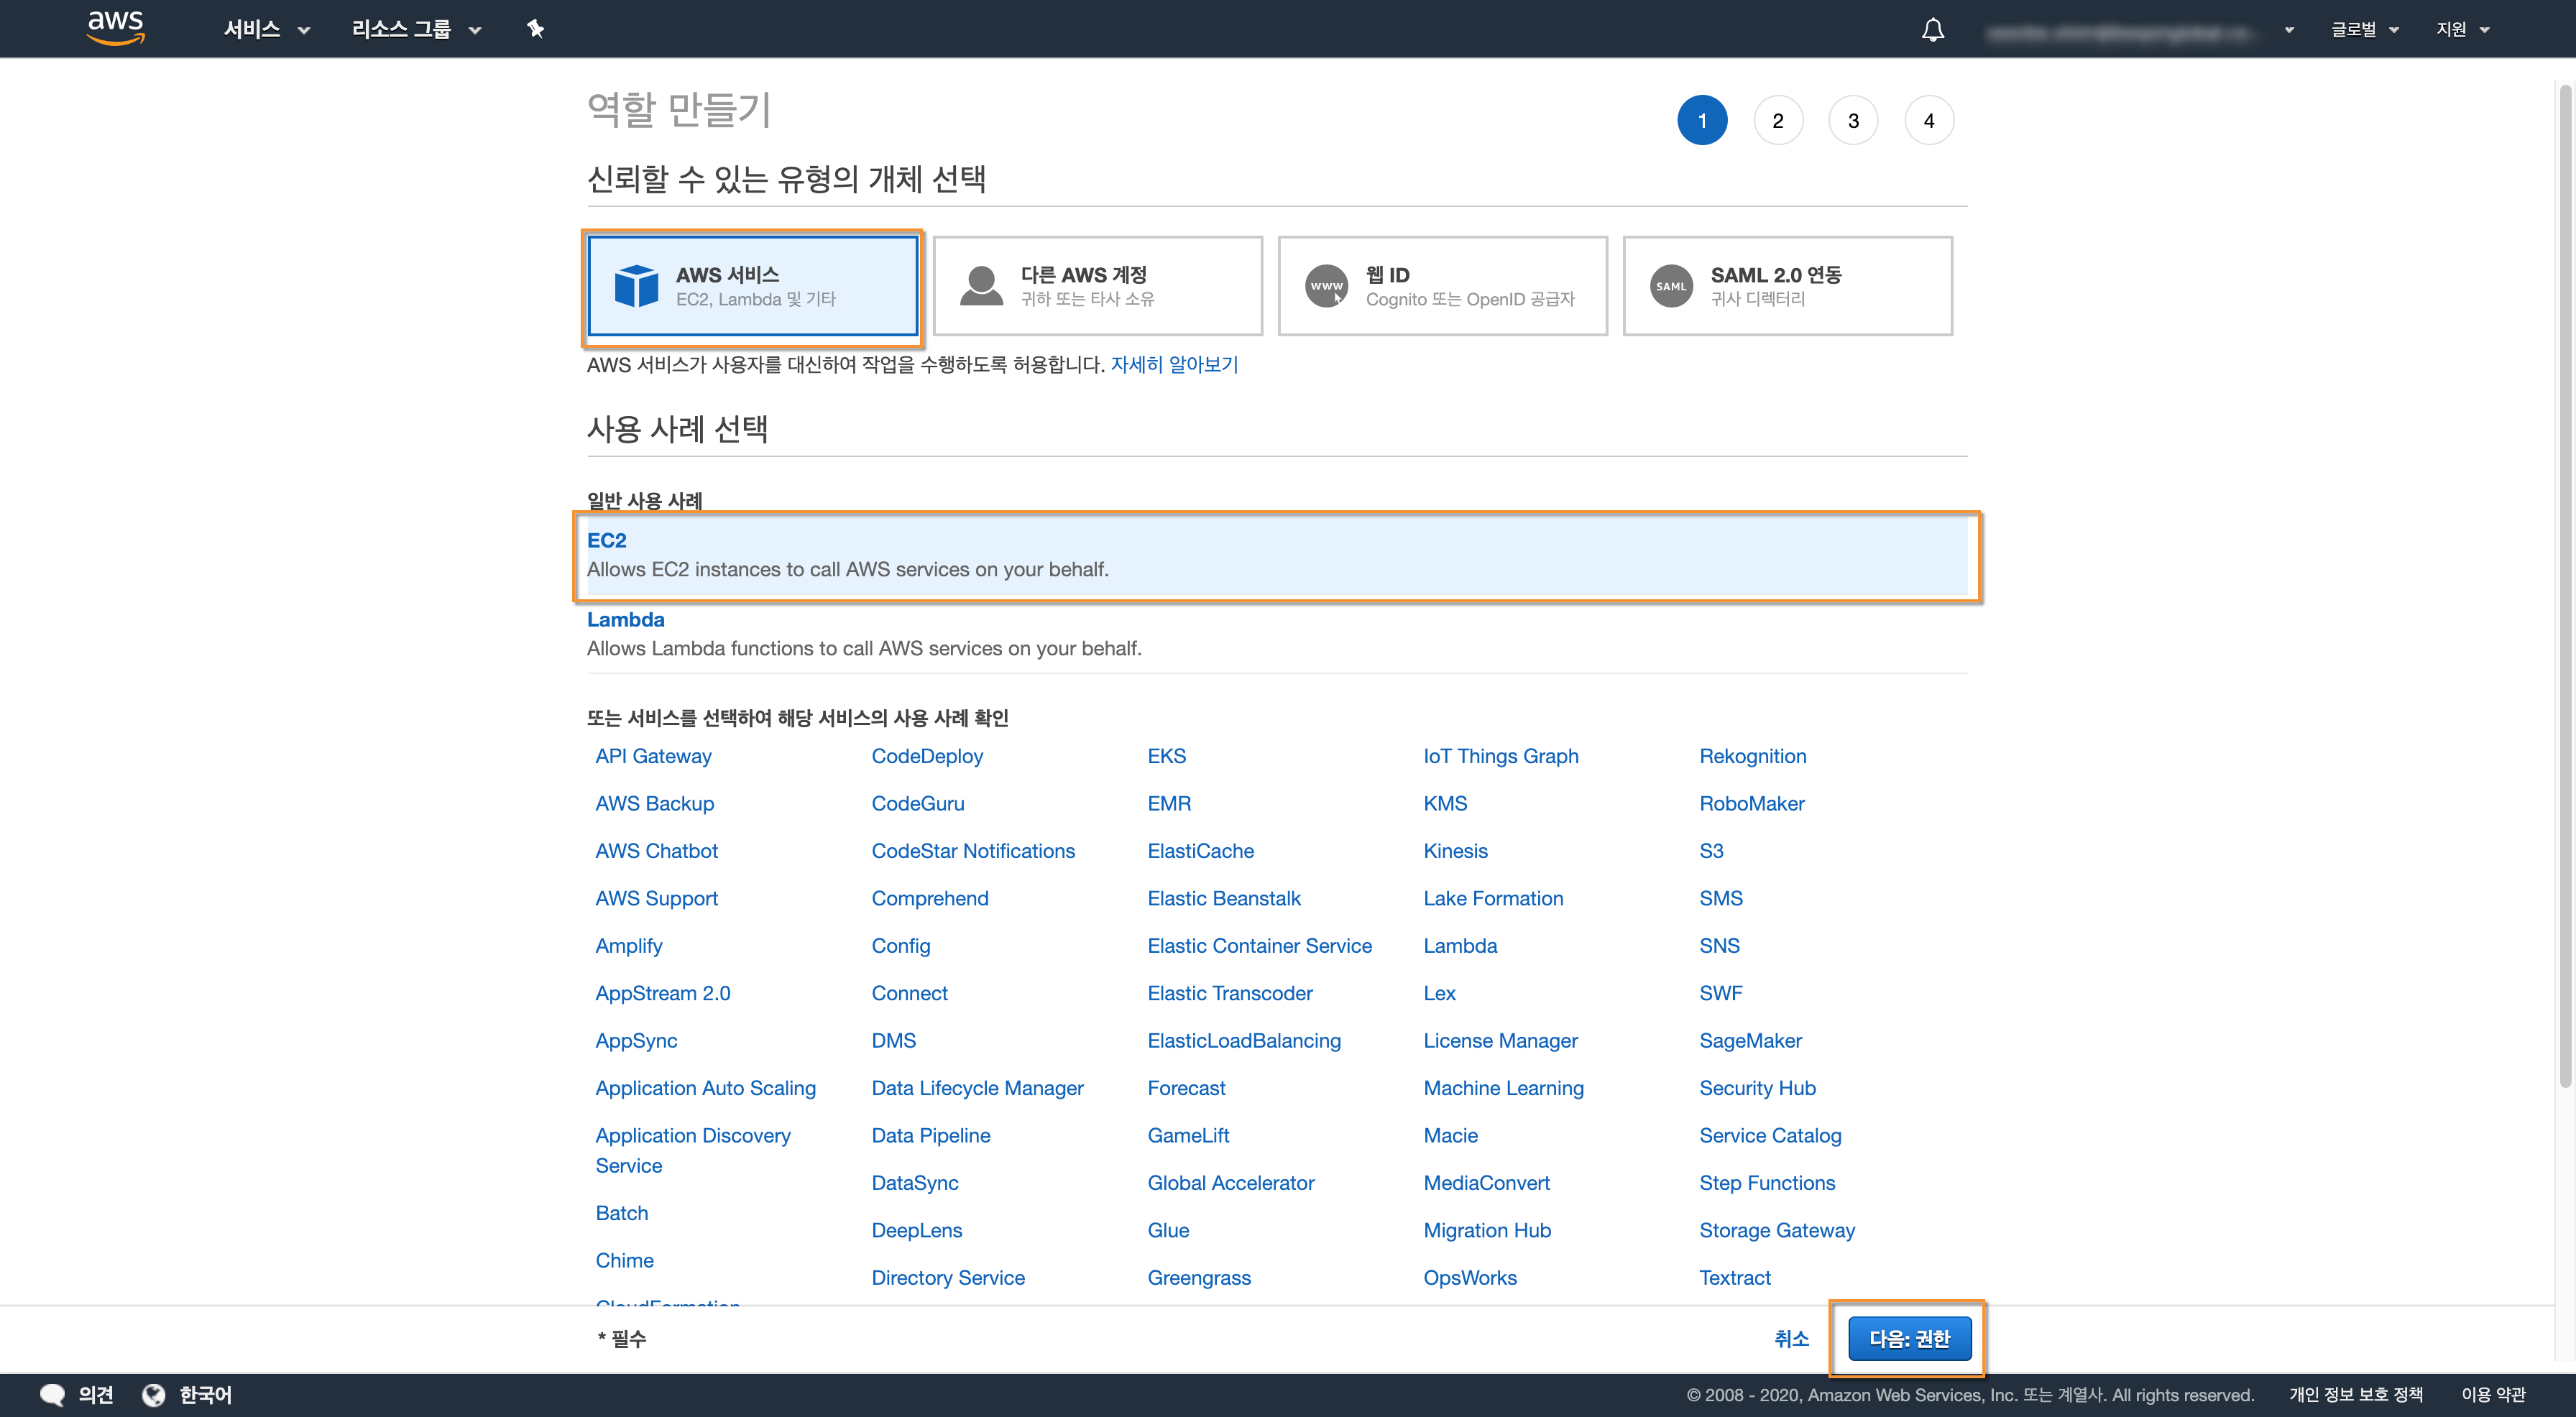 aws 서비스 리소스 그룹 글로벌 지원
역할 만들기
1 2 3 4
신뢰할 수 있는 유형의 개체 선택
AWS 서비스
EC2, Lambda 및 기타
다른 AWS 계정
귀하 또는 타사 소유
www
웹 ID
Cognito 또는 OpenID 공급자
SAML
SAML 2.0 연동
귀사 디렉터리
AWS 서비스가 사용자를 대신하여 작업을 수행하도록 허용합니다. 자세히 알아보기
사용 사례 선택
일반 사용 사례
EC2
Allows EC2 instances to call AWS services on your behalf.
Lambda
Allows Lambda functions to call AWS services on your behalf.
또는 서비스를 선택하여 해당 서비스의 사용 사례 확인
API Gateway
AWS Backup
AWS Chatbot
AWS Support
Amplify
AppStream 2.0
AppSync
Application Auto Scaling
Application Discovery
Service
Batch
Chime
CloudFormation
CodeDeploy
CodeGuru
CodeStar Notifications
Comprehend
Config
Connect
DMS
Data Lifecycle Manager
Data Pipeline
DataSync
DeepLens
Directory Service
EKS
EMR
ElastiCache
Elastic Beanstalk
Elastic Container Service
Elastic Transcoder
ElasticLoadBalancing
Forecast
GameLift
Global Accelerator
Glue
Greengrass
IoT Things Graph
KMS
Kinesis
Lake Formation
Lambda
Lex
License Manager
Machine Learning
Macie
MediaConvert
Migration Hub
OpsWorks
Rekognition
RoboMaker
S3
SMS
SNS
SWF
SageMaker
Security Hub
Service Catalog
Step Functions
Storage Gateway
Textract
* 필수 취소 다음: 권한
의견 한국어 © 2008 - 2020, Amazon Web Services, Inc. 또는 계열사. All rights reserved. 개인 정보 보호 정책 이용 약관